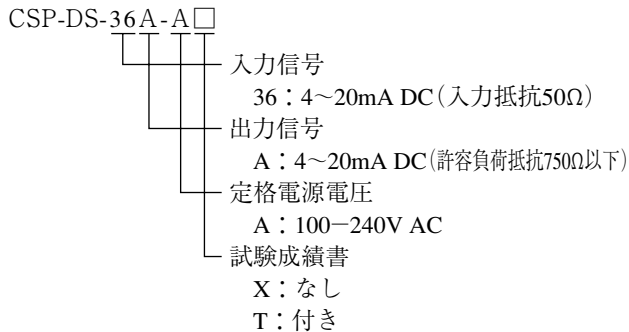 CSP-DS-36A-A□
入力信号
36：4～20mA DC（入力抵抗50Ω）
出力信号
A：4～20mA DC（許容負荷抵抗750Ω以下）
定格電源電圧
A：100－240V AC
試験成績書
X：なし
T：付き